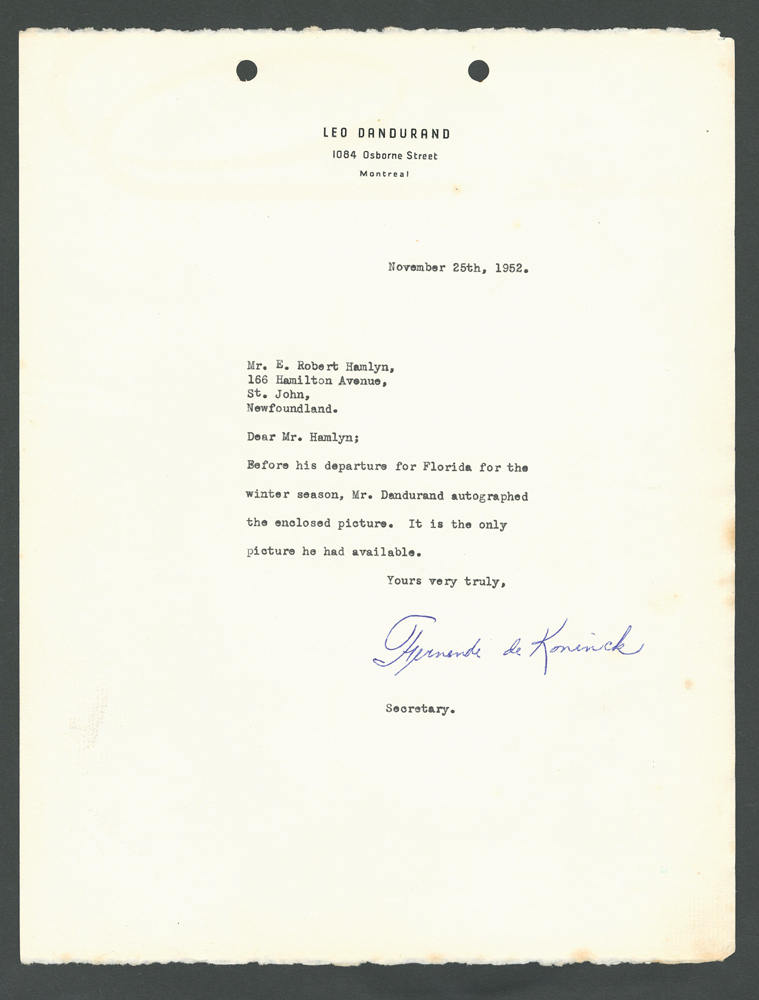 LEO DANDURAND
1084 Osborne Street
Montreal
November 25th, 1952.
Mr. E. Robert Hamlyn,
166 Hamilton Avenue,
St. John,
Newfoundland.
Dear Mr. Hamlyn;
Before his departure for Florida for the
winter season, Mr. Dandurand autographed
the enclosed picture. It is the only
picture he had available.
Yours very truly,
Fernande de Koninck
Secretary.